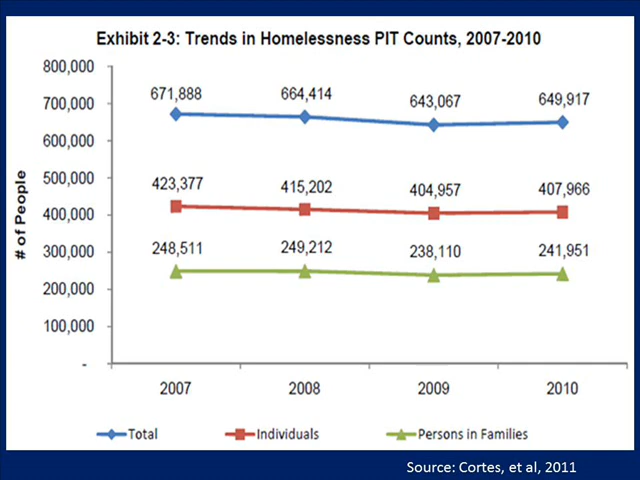 Exhibit 2-3: Trends in Homelessness PIT Counts, 2007-2010
800,000
700,000
600,000
500,000
400,000
300,000
200,000
100,000
-
# of People
671,888 664,414 643,067 649,917
423,377 415,202 404,957 407,966
248,511 249,212 238,110 241,951
2007 2008 2009 2010
Total Individuals Persons in Families
Source: Cortes, et al, 2011